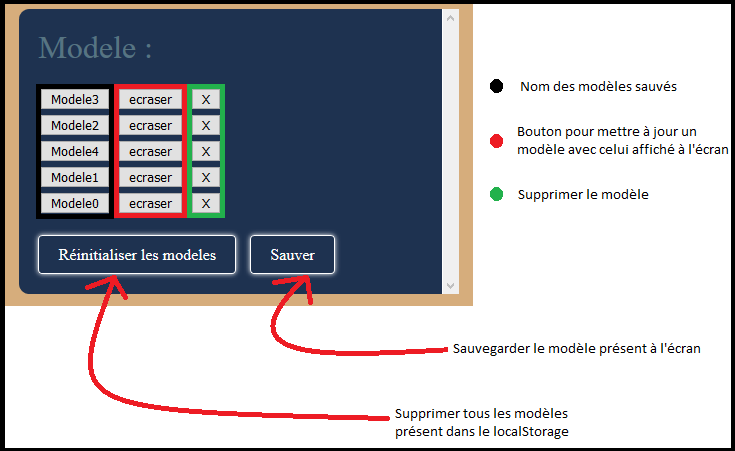 Modele :
Modele3 ecraser X
Modele2 ecraser X
Modele4 ecraser X
Modele1 ecraser X
Modele0 ecraser X
Réinitialiser les modeles Sauver
Nom des modèles sauvés
Bouton pour mettre à jour un
modèle avec celui affiché à l'écran
Supprimer le modèle
Sauvegarder le modèle présent à l'écran
Supprimer tous les modèles
présent dans le localStorage